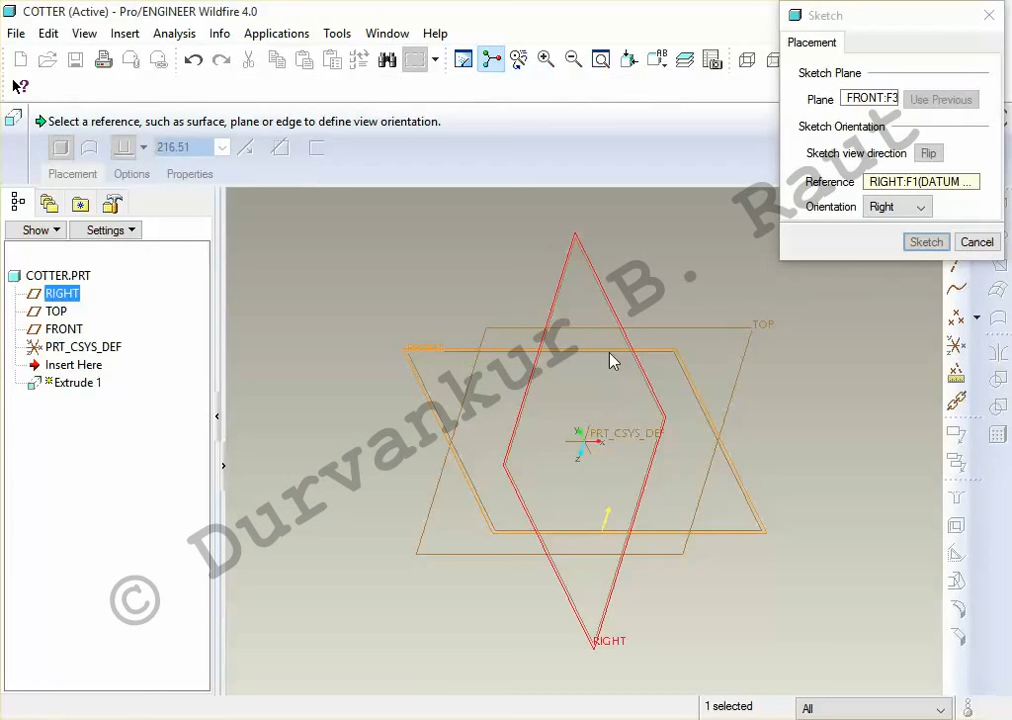 COTTER (Active) - Pro/ENGINEER Wildfire 4.0
File Edit View Insert Analysis Info Applications Tools Window Help
Select a reference, such as surface, plane or edge to define view orientation.
216.51
Placement Options Properties
Show Settings
COTTER.PRT
RIGHT
TOP
FRONT
PRT_CSYS_DEF
Insert Here
Extrude 1
Sketch
Placement
Sketch Plane
Plane FRONT:F3 Use Previous
Sketch Orientation
Sketch view direction Flip
Reference RIGHT:F1(DATUM ...
Orientation Right
Sketch Cancel
TOP
PRT_CSYS_DEF
RIGHT
© Durvankur B. Raut
1 selected All